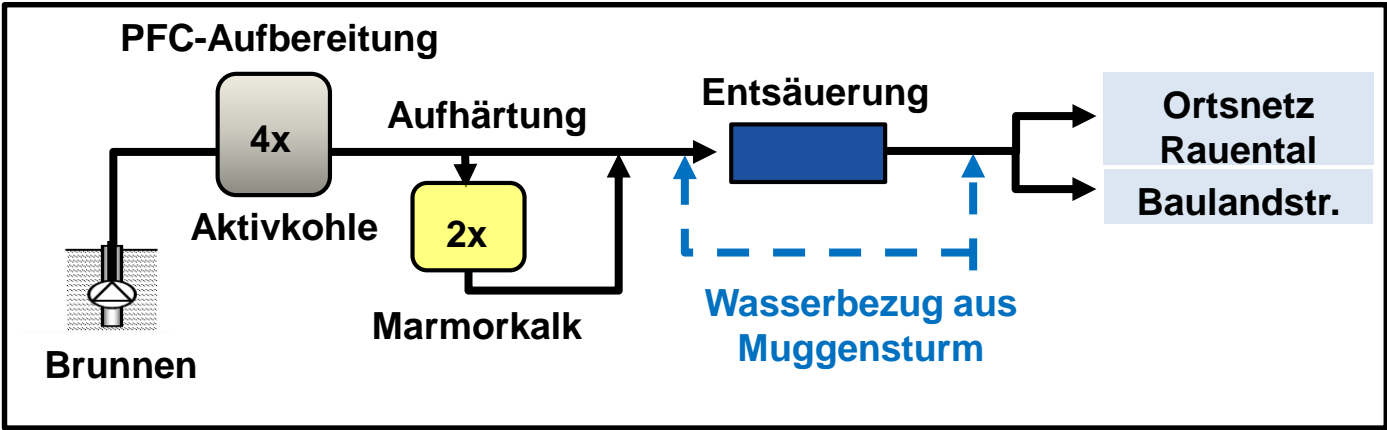 PFC-Aufbereitung
4x
Aktivkohle
Aufhärtung
2x
Marmorkalk
Brunnen
Entsäuerung
Wasserbezug aus
Muggensturm
Ortsnetz
Rauental
Baulandstr.